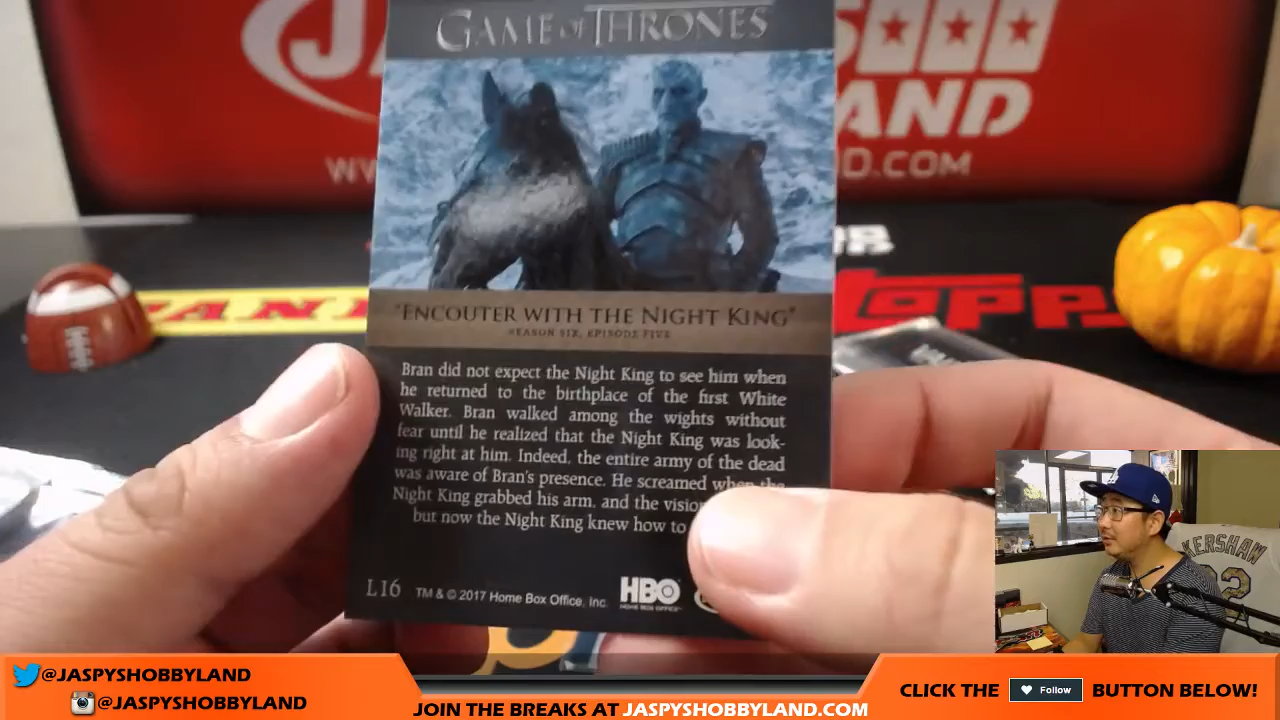 GAME of THRONES
AND
WW
D.COM
"ENCOUTER WITH THE NIGHT KING"
SEASON SIX, EPISODE FIVE
Bran did not expect the Night King to see him when
he returned to the birthplace of the first White
Walker. Bran walked among the wights without
fear until he realized that the Night King was look-
ing right at him. Indeed, the entire army of the dead
was aware of Bran's presence. He screamed when the
Night King grabbed his arm, and the vision
but now the Night King knew how to
L16 TM & © 2017 Home Box Office, Inc. HBO
HOME BOX OFFICE
KERSHAW
22
@JASPYSHOBBYLAND
@JASPYSHOBBYLAND
JOIN THE BREAKS AT JASPYSHOBBYLAND.COM
CLICK THE Follow BUTTON BELOW!